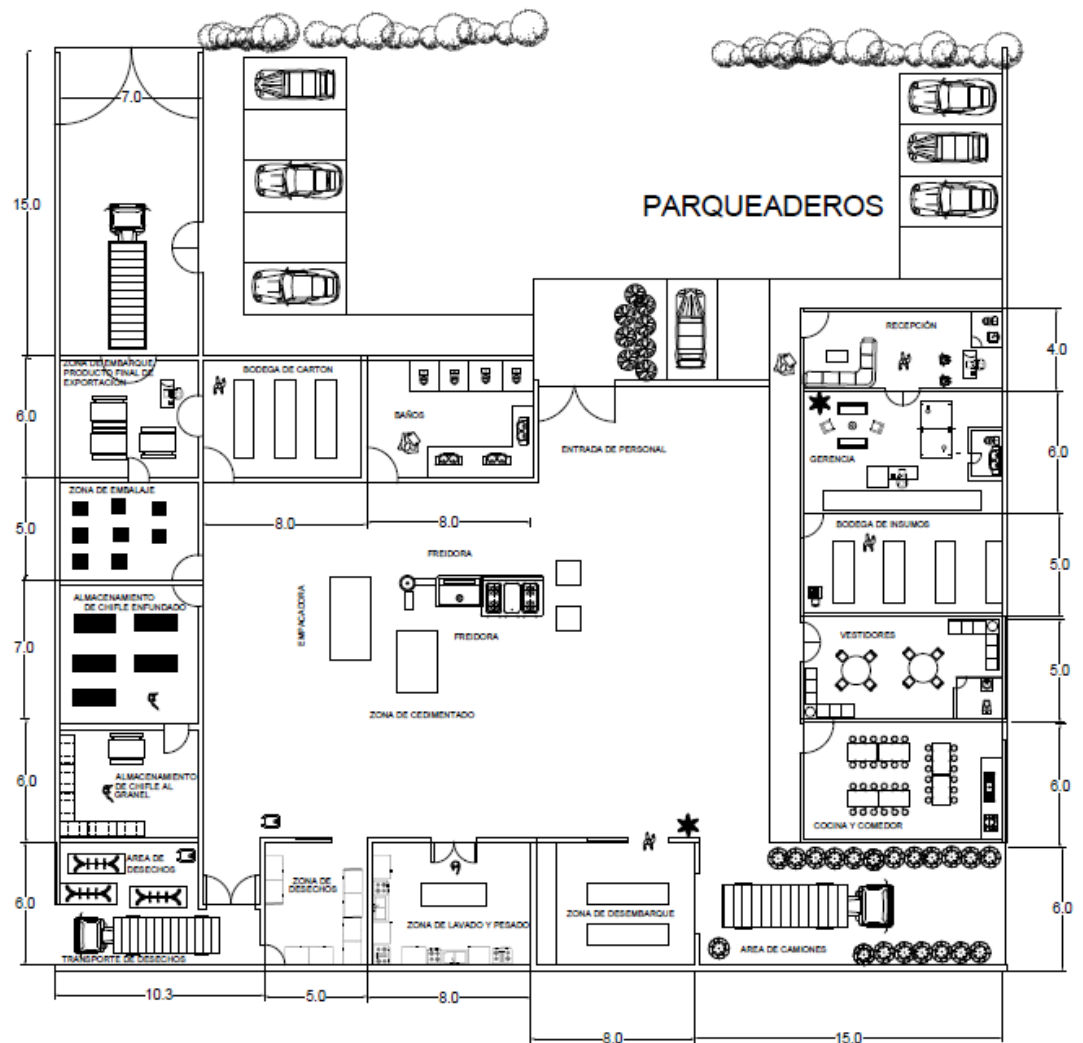 7.0
15.0
PARQUEADEROS
RECEPCIÓN
4.0
ZONA DE EMBARQUE
PRODUCTO FINAL DE
EXPORTACION
BODEGA DE CARTON
6.0
BAÑOS
ENTRADA DE PERSONAL
GERENCIA
6.0
ZONA DE EMBALAJE
5.0
8.0
8.0
BODEGA DE INSUMOS
5.0
FREIDORA
EMPACADORA
FREIDORA
ALMACENAMIENTO
DE CHIFLE ENFUNDADO
7.0
VESTIDORES
5.0
ZONA DE CEDIMENTADO
6.0
ALMACENAMIENTO
DE CHIFLE AL
GRANEL
6.0
COCINA Y COMEDOR
AREA DE
DESECHOS
ZONA DE
DESECHOS
6.0
ZONA DE LAVADO Y PESADO
ZONA DE DESEMBARQUE
6.0
AREA DE CAMIONES
TRANSPORTE DE DESECHOS
10.3
5.0
8.0
8.0
15.0